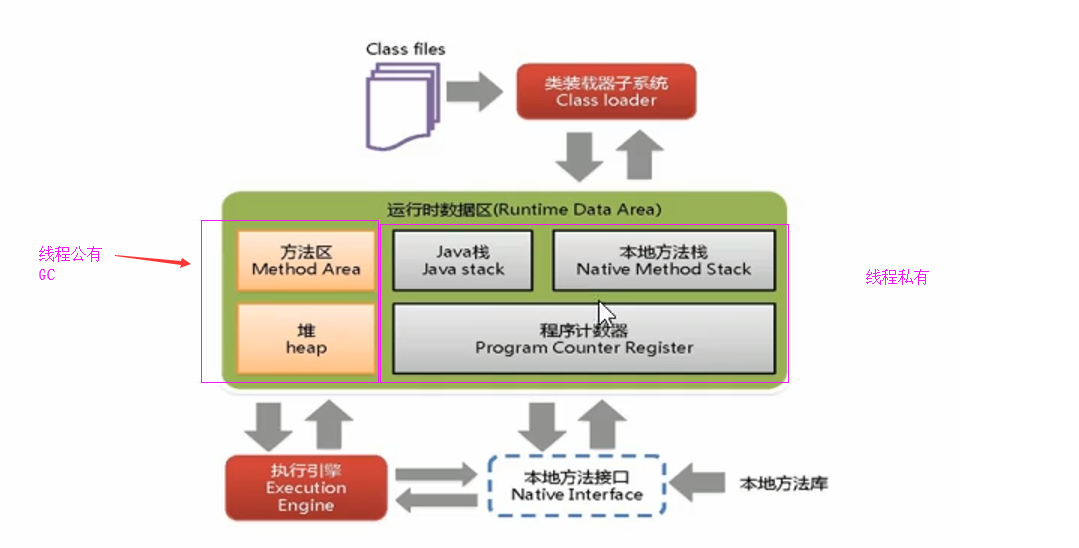 Class files
类装载器子系统
Class loader
运行时数据区(Runtime Data Area)
线程公有
GC
方法区
Method Area
Java栈
Java stack
本地方法栈
Native Method Stack
线程私有
堆
heap
程序计数器
Program Counter Register
执行引擎
Execution
Engine
本地方法接口
Native Interface
本地方法库